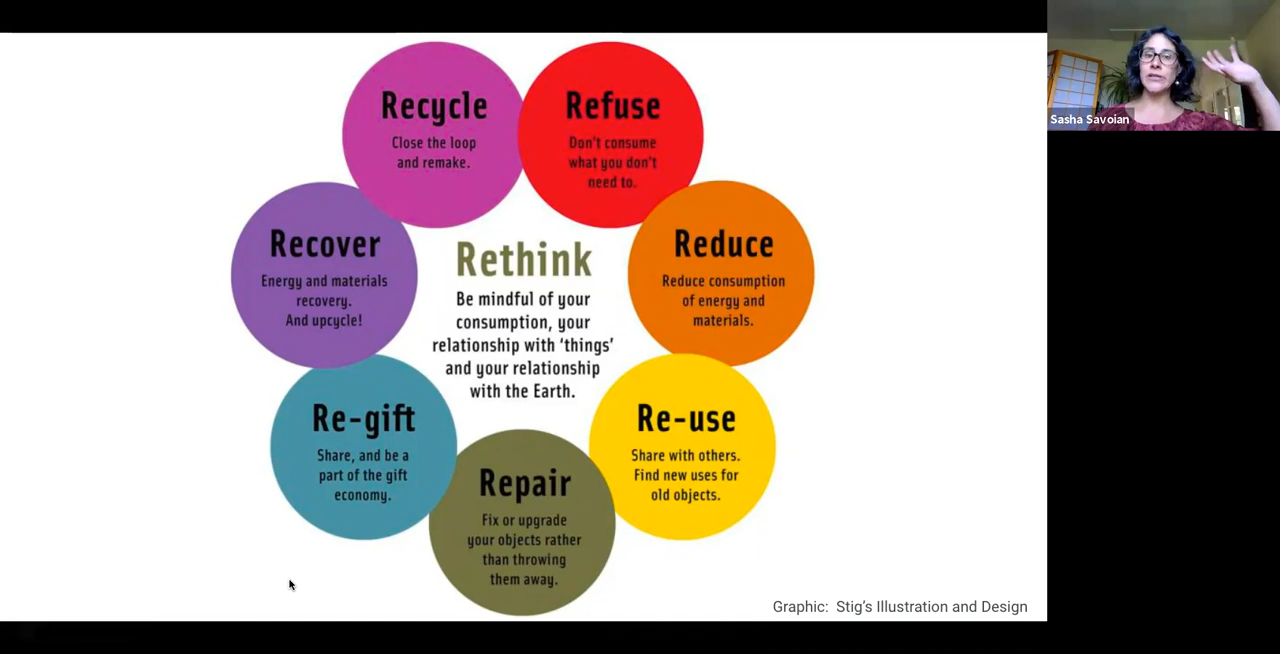 Recycle
Close the loop
and remake.
Refuse
Don't consume
what you don't
need to.
Recover
Energy and materials
recovery.
And upcycle!
Rethink
Be mindful of your
consumption, your
relationship with ‘things’
and your relationship
with the Earth.
Reduce
Reduce consumption
of energy and
materials.
Re-gift
Share, and be a
part of the gift
economy.
Repair
Fix or upgrade
your objects rather
than throwing
them away.
Re-use
Share with others.
Find new uses for
old objects.
Graphic: Stig’s Illustration and Design
Sasha Savoian